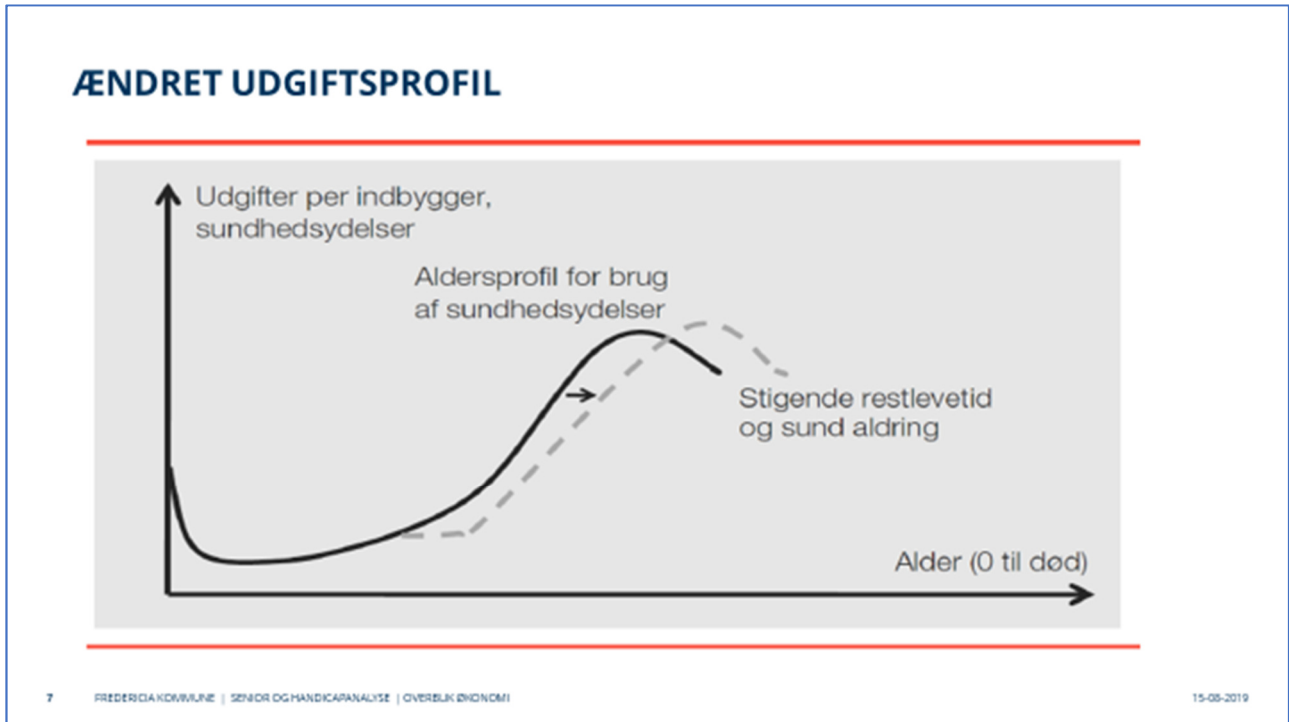 ÆNDRET UDGIFTSPROFIL
Udgifter per indbygger,
sundhedsydelser
Aldersprofil for brug
af sundhedsydelser
Stigende restlevetid
og sund aldring
Alder (0 til død)
7 FREDERICIA KOMMUNE | SENIOR OG HANDICAPANALYSE | OVERBLIK ØKONOMI 15-08-2019